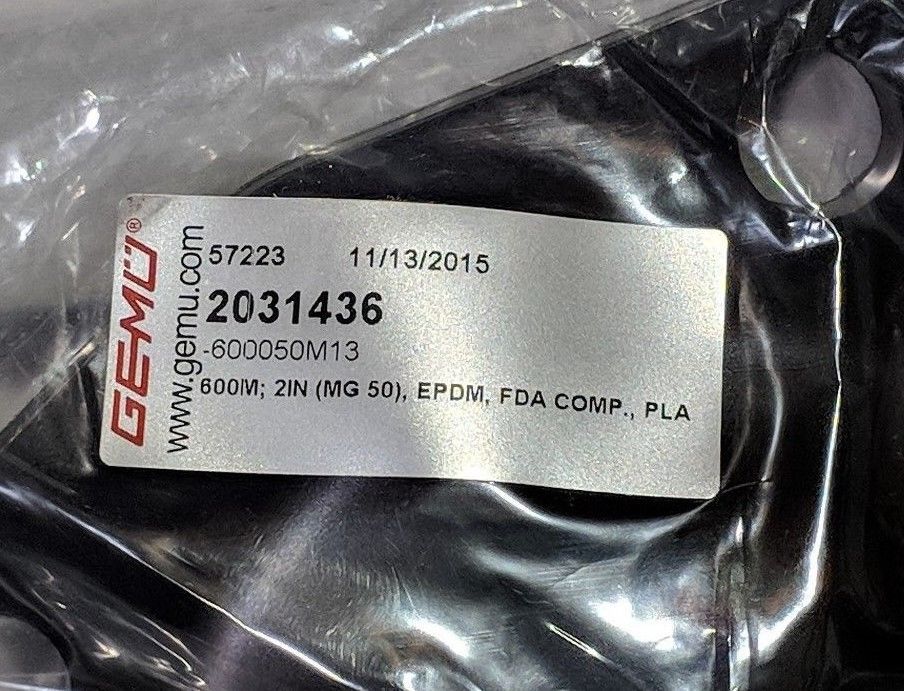 GEMÜ®
www.gemu.com
57223 11/13/2015
2031436
-600050M13
600M; 2IN (MG 50), EPDM, FDA COMP., PLA